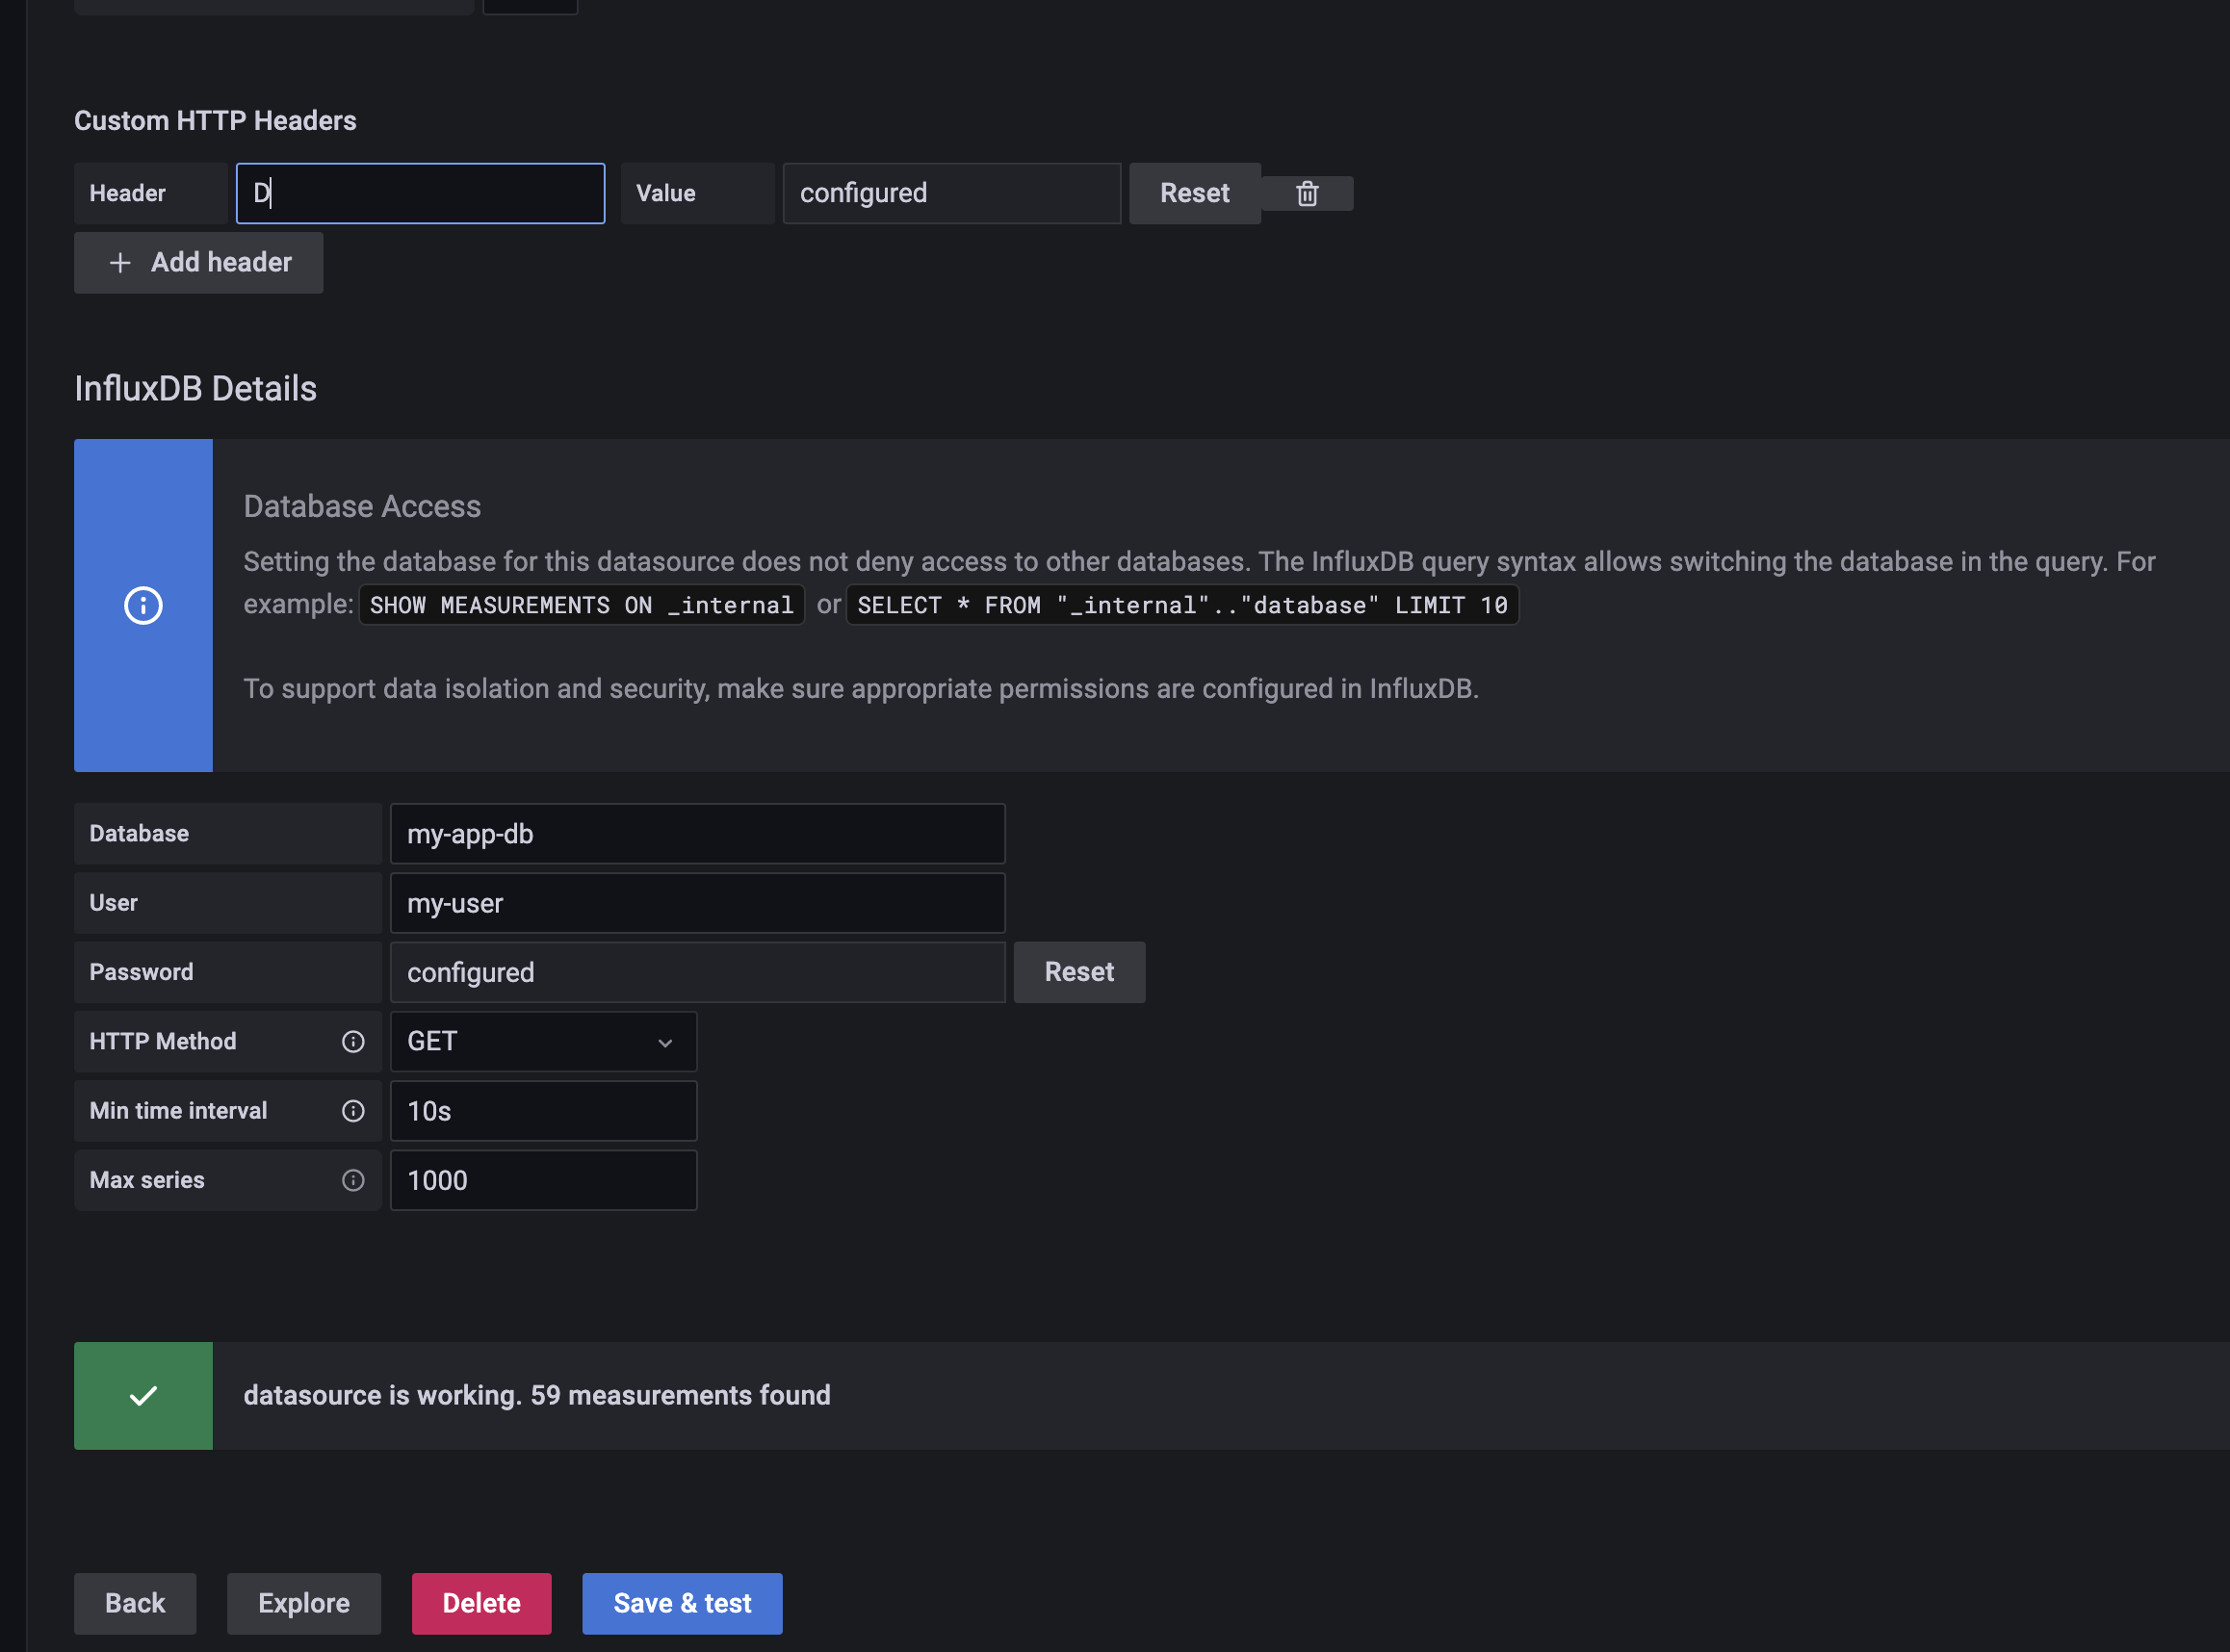 Custom HTTP Headers
Header D Value configured Reset
Add header
InfluxDB Details
Database Access
Setting the database for this datasource does not deny access to other databases. The InfluxDB query syntax allows switching the database in the query. For
example: SHOW MEASUREMENTS ON _internal or SELECT * FROM "_internal".."database" LIMIT 10
To support data isolation and security, make sure appropriate permissions are configured in InfluxDB.
Database my-app-db
User my-user
Password configured Reset
HTTP Method GET
Min time interval 10s
Max series 1000
datasource is working. 59 measurements found
Back Explore Delete Save & test